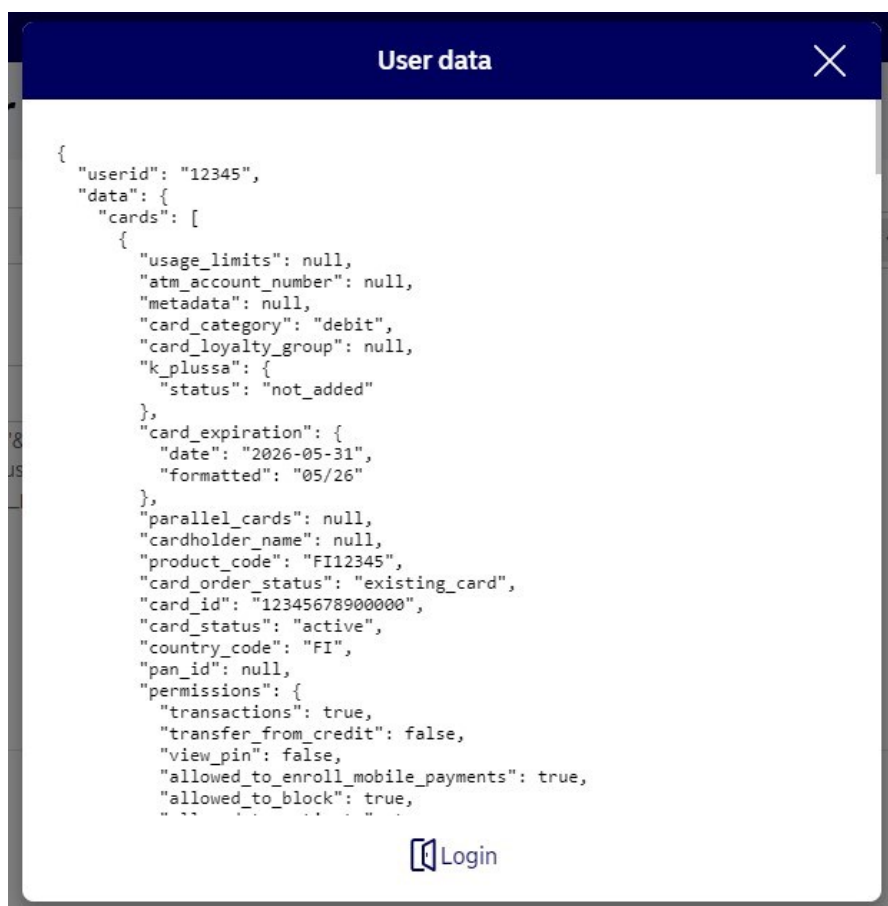 User data
{
"userid": "12345",
"data": {
"cards": [
{
"usage_limits": null,
"atm_account_number": null,
"metadata": null,
"card_category": "debit",
"card_loyalty_group": null,
"k_plussa": {
"status": "not_added"
},
"card_expiration": {
"date": "2026-05-31",
"formatted": "05/26"
},
"parallel_cards": null,
"cardholder_name": null,
"product_code": "FI12345",
"card_order_status": "existing_card",
"card_id": "12345678900000",
"card_status": "active",
"country_code": "FI",
"pan_id": null,
"permissions": {
"transactions": true,
"transfer_from_credit": false,
"view_pin": false,
"allowed_to_enroll_mobile_payments": true,
"allowed_to_block": true,
Login